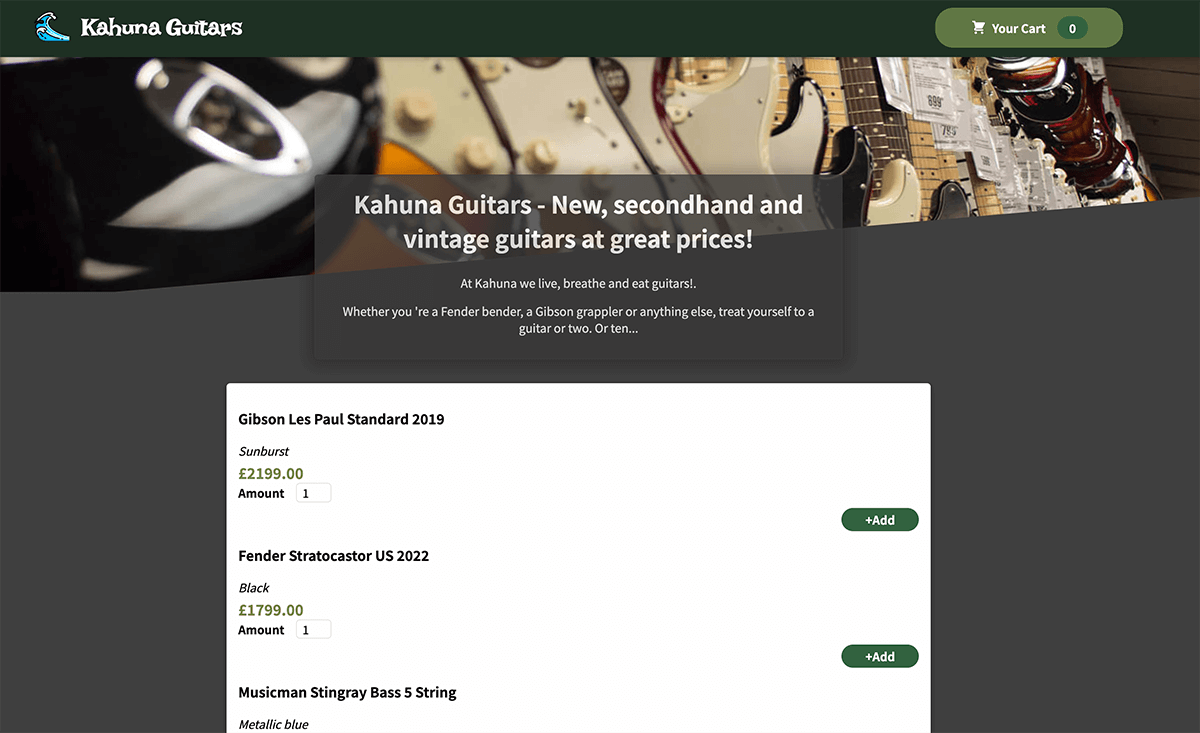 Kahuna Guitars
Your Cart 0
899
Kahuna Guitars - New, secondhand and
vintage guitars at great prices!
At Kahuna we live, breathe and eat guitars!.
Whether you 're a Fender bender, a Gibson grappler or anything else, treat yourself to a
guitar or two. Or ten...
Gibson Les Paul Standard 2019
Sunburst
£2199.00
Amount 1
+Add
Fender Stratocastor US 2022
Black
£1799.00
Amount 1
+Add
Musicman Stingray Bass 5 String
Metallic blue